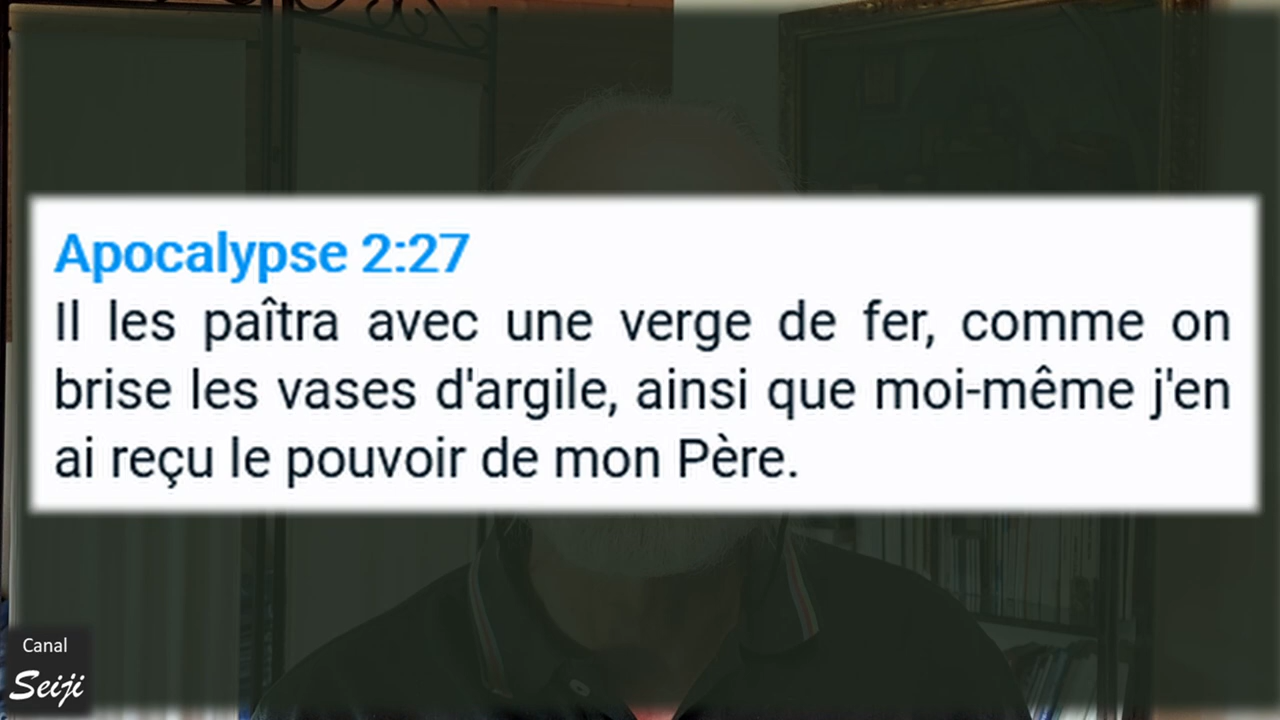 Apocalypse 2:27
Il les paîtra avec une verge de fer, comme on
brise les vases d'argile, ainsi que moi-même j'en
ai reçu le pouvoir de mon Père.
Canal
Seiji